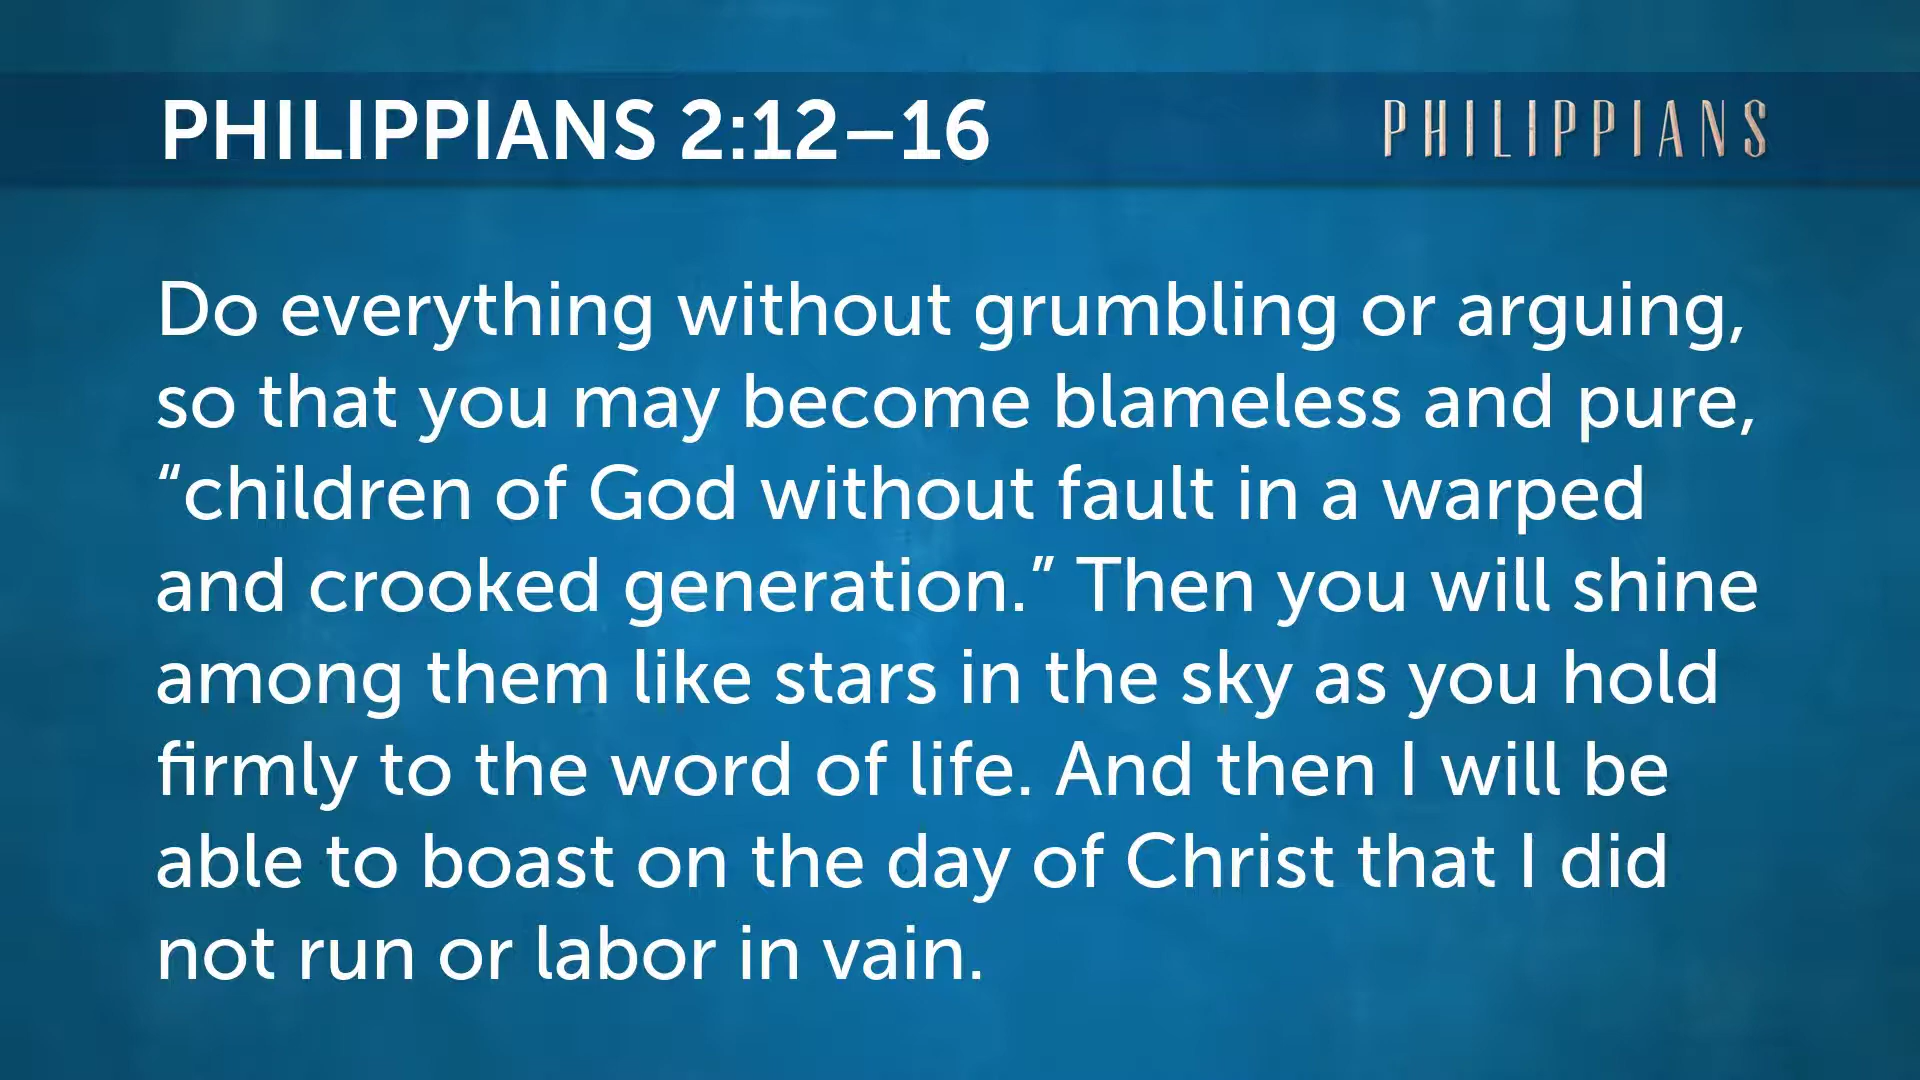 PHILIPPIANS 2:12–16
PHILIPPIANS
Do everything without grumbling or arguing,
so that you may become blameless and pure,
“children of God without fault in a warped
and crooked generation.” Then you will shine
among them like stars in the sky as you hold
firmly to the word of life. And then I will be
able to boast on the day of Christ that I did
not run or labor in vain.